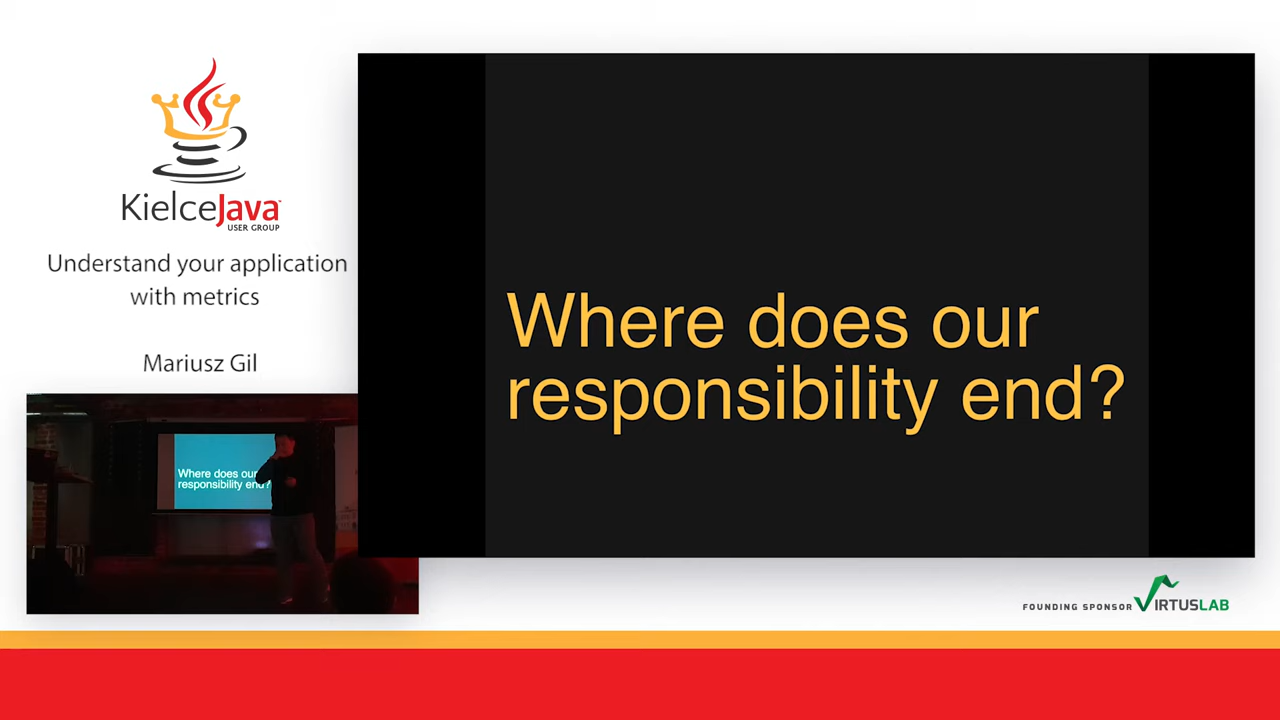 KielceJava
USER GROUP
Understand your application
with metrics
Mariusz Gil
Where does our
responsibility end?
Where does our
responsibility end?
FOUNDING SPONSOR VIRTUSLAB